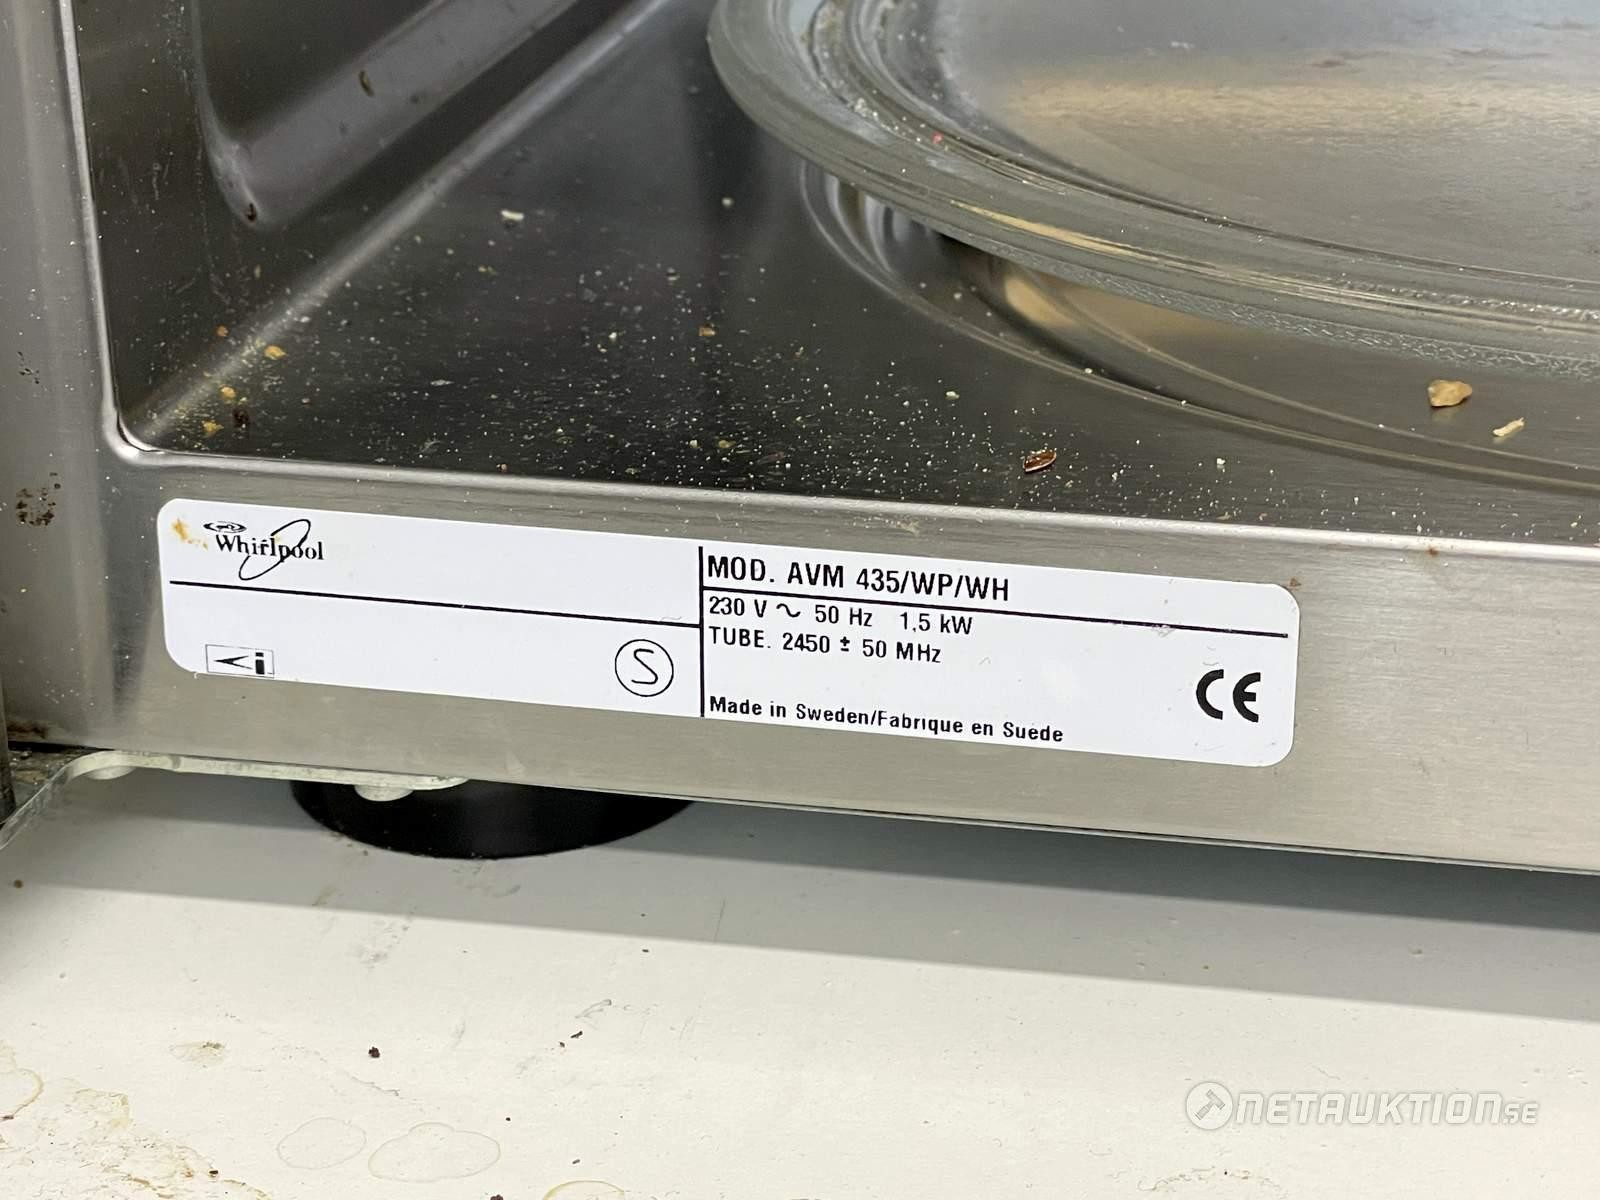 Whirlpool
MOD. AVM 435/WP/WH
230 V ~ 50 Hz 1,5 kW
TUBE. 2450 ± 50 MHz
S
Made in Sweden/Fabrique en Suède
CE
NETAUKTION.SE